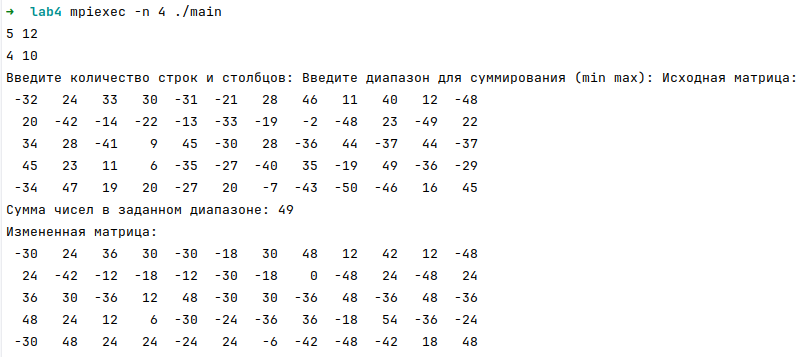 → lab4 mpiexec -n 4 ./main
5 12
4 10
Введите количество строк и столбцов: Введите диапазон для суммирования (min max): Исходная матрица:
-32 24 33 30 -31 -21 28 46 11 40 12 -48
20 -42 -14 -22 -13 -33 -19 -2 -48 23 -49 22
34 28 -41 9 45 -30 28 -36 44 -37 44 -37
45 23 11 6 -35 -27 -40 35 -19 49 -36 -29
-34 47 19 20 -27 20 -7 -43 -50 -46 16 45
Сумма чисел в заданном диапазоне: 49
Измененная матрица:
-30 24 36 30 -30 -18 30 48 12 42 12 -48
24 -42 -12 -18 -12 -30 -18 0 -48 24 -48 24
36 30 -36 12 48 -30 30 -36 48 -36 48 -36
48 24 12 6 -30 -24 -36 36 -18 54 -36 -24
-30 48 24 24 -24 24 -6 -42 -48 -42 18 48